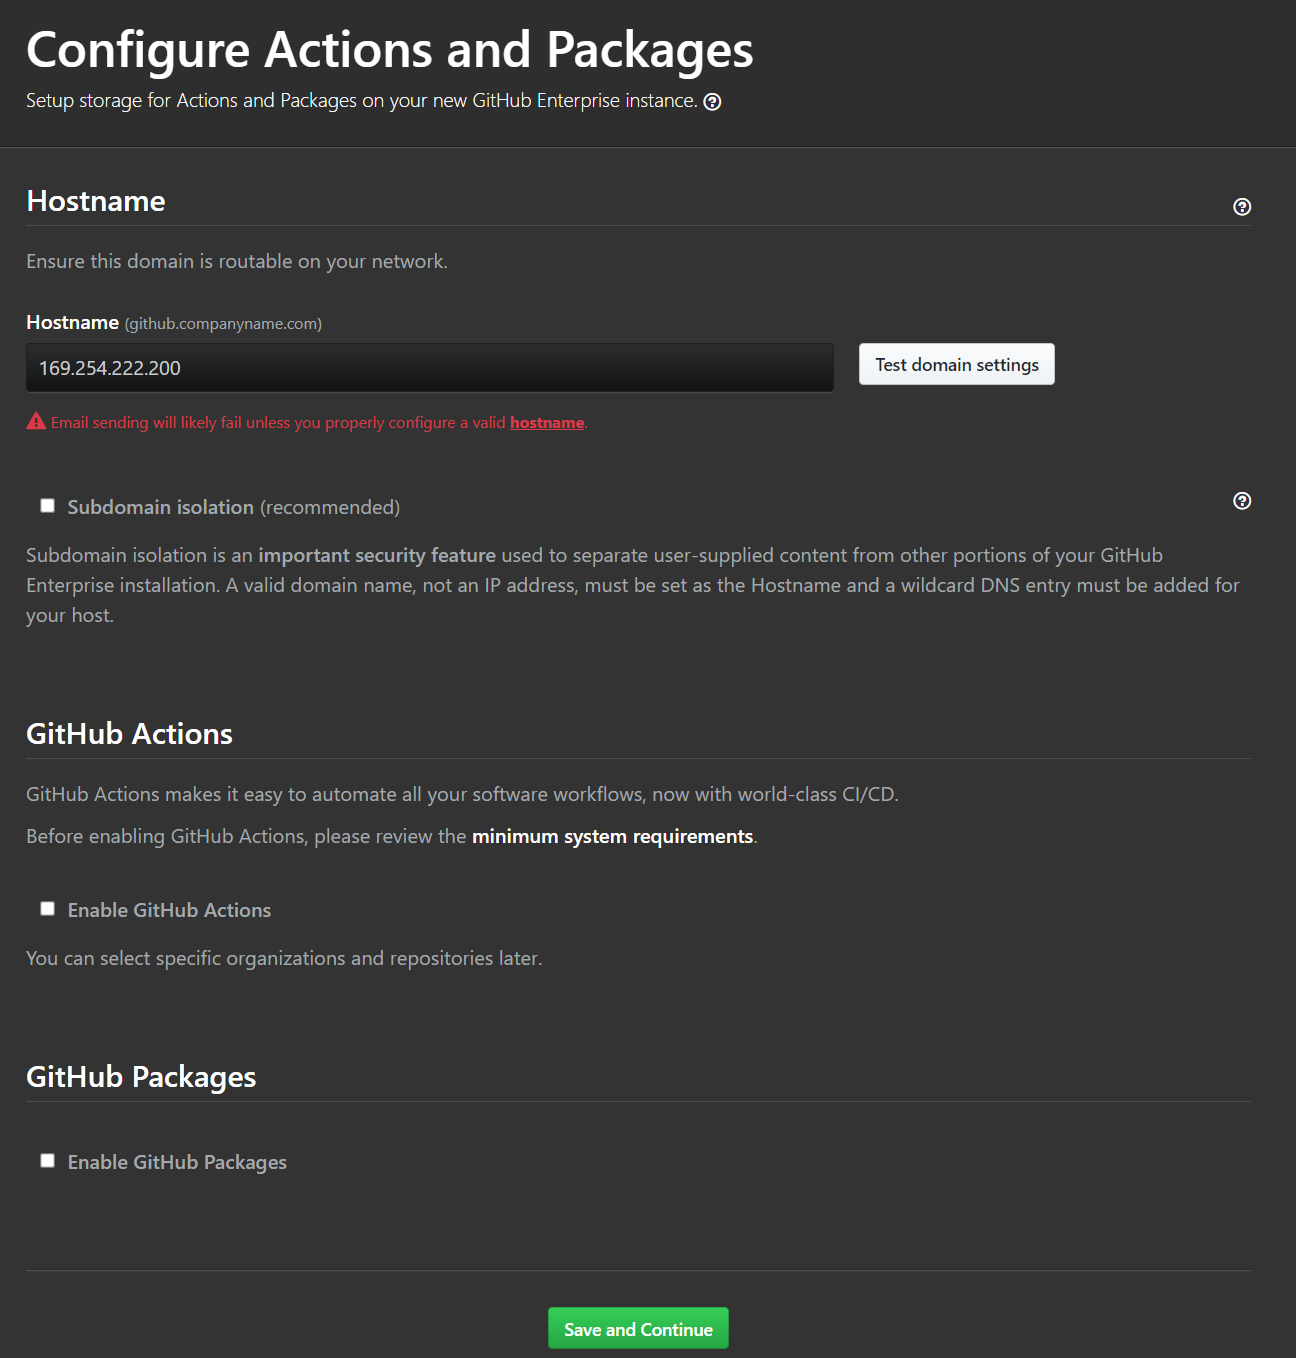 Configure Actions and Packages
Setup storage for Actions and Packages on your new GitHub Enterprise instance.
Hostname
Ensure this domain is routable on your network.
Hostname (github.companyname.com)
169.254.222.200
Test domain settings
Email sending will likely fail unless you properly configure a valid hostname.
Subdomain isolation (recommended)
Subdomain isolation is an important security feature used to separate user-supplied content from other portions of your GitHub
Enterprise installation. A valid domain name, not an IP address, must be set as the Hostname and a wildcard DNS entry must be added for
your host.
GitHub Actions
GitHub Actions makes it easy to automate all your software workflows, now with world-class CI/CD.
Before enabling GitHub Actions, please review the minimum system requirements.
Enable GitHub Actions
You can select specific organizations and repositories later.
GitHub Packages
Enable GitHub Packages
Save and Continue